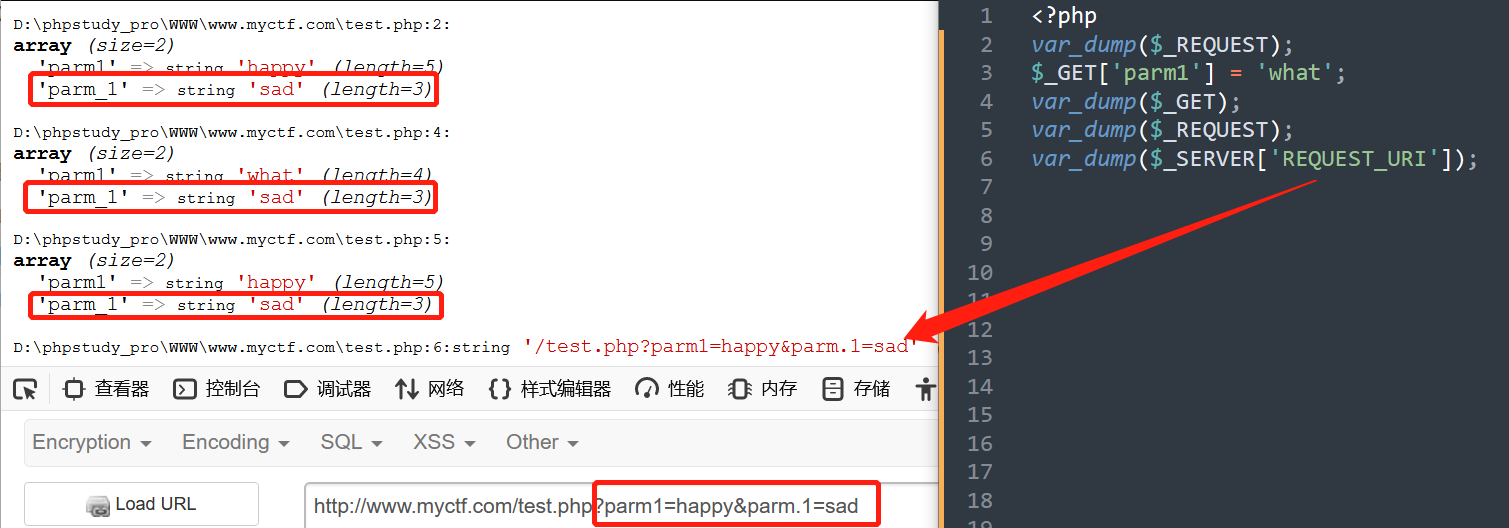 D:\phpstudy_pro\WWW\www.myctf.com\test.php:2:
array (size=2)
'parm1' => string 'happy' (length=5)
'parm_1' => string 'sad' (length=3)
D:\phpstudy_pro\WWW\www.myctf.com\test.php:4:
array (size=2)
'parm1' => string 'what' (length=4)
'parm_1' => string 'sad' (length=3)
D:\phpstudy_pro\WWW\www.myctf.com\test.php:5:
array (size=2)
'parm1' => string 'happy' (length=5)
'parm_1' => string 'sad' (length=3)
D:\phpstudy_pro\WWW\www.myctf.com\test.php:6:string '/test.php?parm1=happy&parm.1=sad'
查看器 控制台 调试器 网络 {} 样式编辑器 性能 内存 存储
Encryption Encoding SQL XSS Other
Load URL
http://www.myctf.com/test.php?parm1=happy&parm.1=sad
1 <?php
2 var_dump($_REQUEST);
3 $_GET['parm1'] = 'what';
4 var_dump($_GET);
5 var_dump($_REQUEST);
6 var_dump($_SERVER['REQUEST_URI']);
7
8
9
10
11
12
13
14
15
16
17
18
19